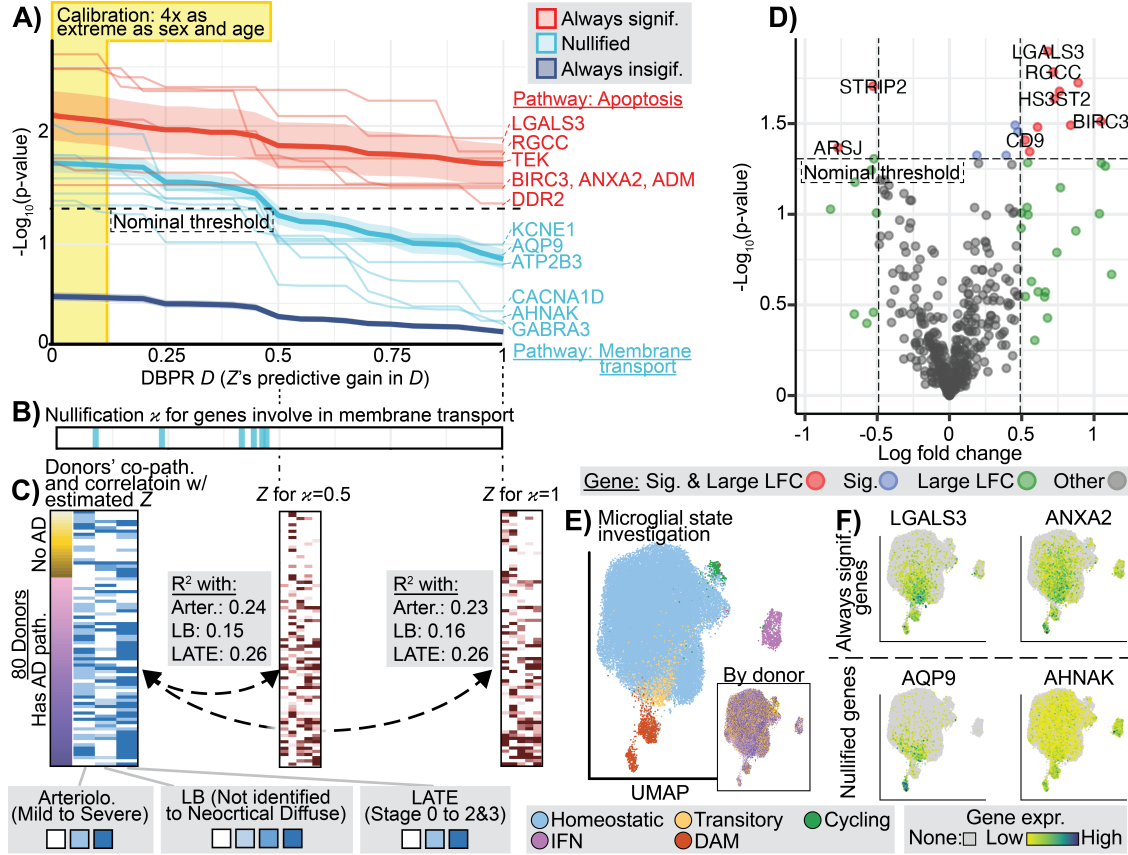 A)
Calibration: 4x as
extreme as sex and age
Always signif.
Nullified
Always insigif.
-Log10(p-value)
2
1
0
0
0.25
0.5
0.75
1
DBPR D (Z's predictive gain in D)
Nominal threshold
Pathway: Apoptosis
LGALS3
RGCC
TEK
BIRC3, ANXA2, ADM
DDR2
KCNE1
AQP9
ATP2B3
CACNA1D
AHNAK
GABRA3
Pathway: Membrane
transport
D)
-Log10(p-value)
1.5
1
0.5
0
-1
-0.5
0
0.5
1
Log fold change
LGALS3
RGCC
STRIP2
HS3ST2
BIRC3
CD9
ARSJ
Nominal threshold
Gene: Sig. & Large LFC
Sig.
Large LFC
Other
B)
Nullification ϰ for genes involve in membrane transport
C)
Donors' co-path.
and correlatoin w/
estimated Z
Z for ϰ=0.5
Z for ϰ=1
80 Donors
No AD
Has AD path.
R2 with:
Arter.: 0.24
LB: 0.15
LATE: 0.26
R2 with:
Arter.: 0.23
LB: 0.16
LATE: 0.26
Arteriolo.
(Mild to Severe)
LB (Not identified
to Neocrtical Diffuse)
LATE
(Stage 0 to 2&3)
E)
Microglial state
investigation
By donor
UMAP
Homeostatic
Transitory
Cycling
IFN
DAM
F)
Always signif.
genes
Nullified genes
LGALS3
ANXA2
AQP9
AHNAK
Gene expr.
None:
Low
High